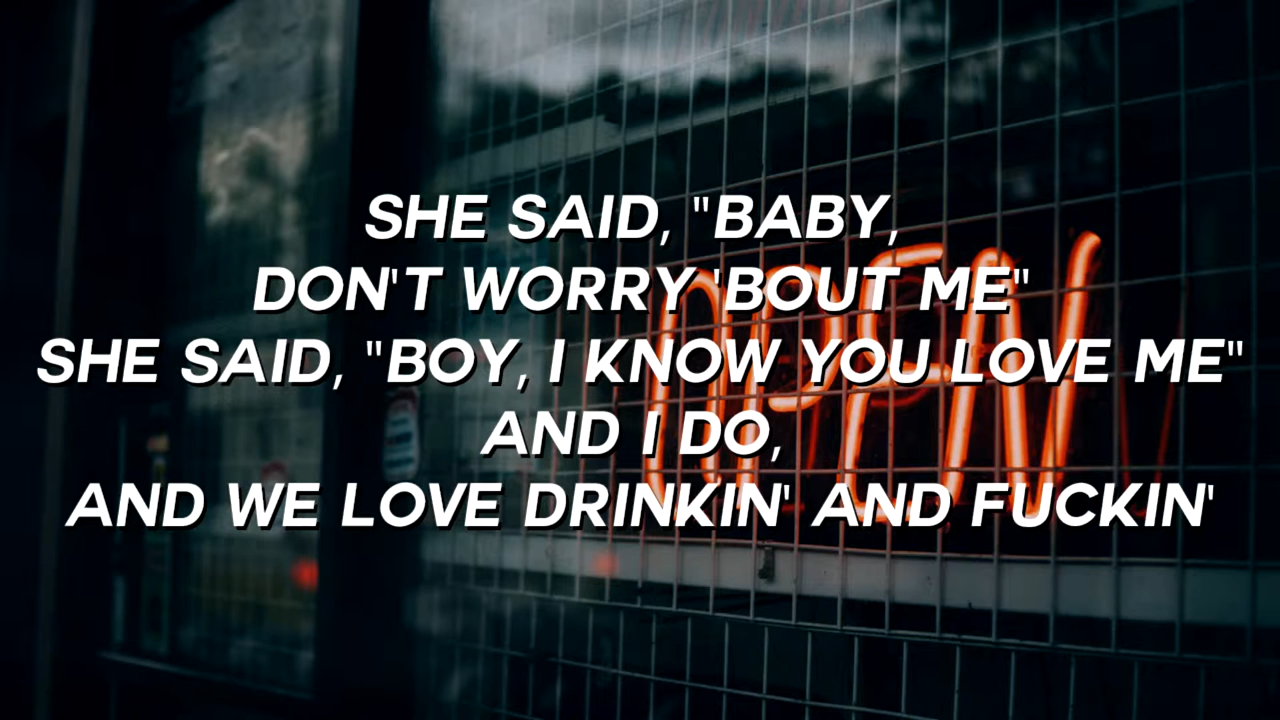 SHE SAID, "BABY,
DON'T WORRY 'BOUT ME"
SHE SAID, "BOY, I KNOW YOU LOVE ME"
AND I DO,
AND WE LOVE DRINKIN' AND FUCKIN'
OPEN